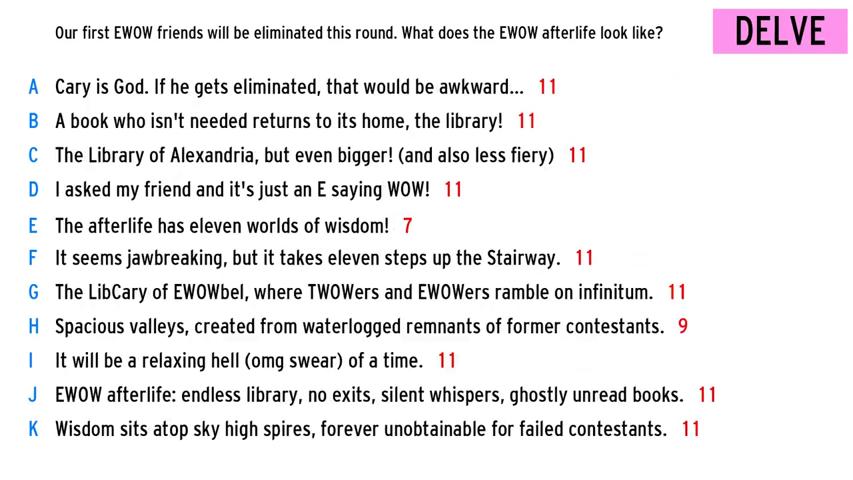 Our first EWOW friends will be eliminated this round. What does the EWOW afterlife look like?
DELVE
A Cary is God. If he gets eliminated, that would be awkward... 11
B A book who isn't needed returns to its home, the library! 11
C The Library of Alexandria, but even bigger! (and also less fiery) 11
D I asked my friend and it's just an E saying WOW! 11
E The afterlife has eleven worlds of wisdom! 7
F It seems jawbreaking, but it takes eleven steps up the Stairway. 11
G The LibCary of EWOWbel, where TWOWers and EWOWers ramble on infinitum. 11
H Spacious valleys, created from waterlogged remnants of former contestants. 9
I It will be a relaxing hell (omg swear) of a time. 11
J EWOW afterlife: endless library, no exits, silent whispers, ghostly unread books. 11
K Wisdom sits atop sky high spires, forever unobtainable for failed contestants. 11